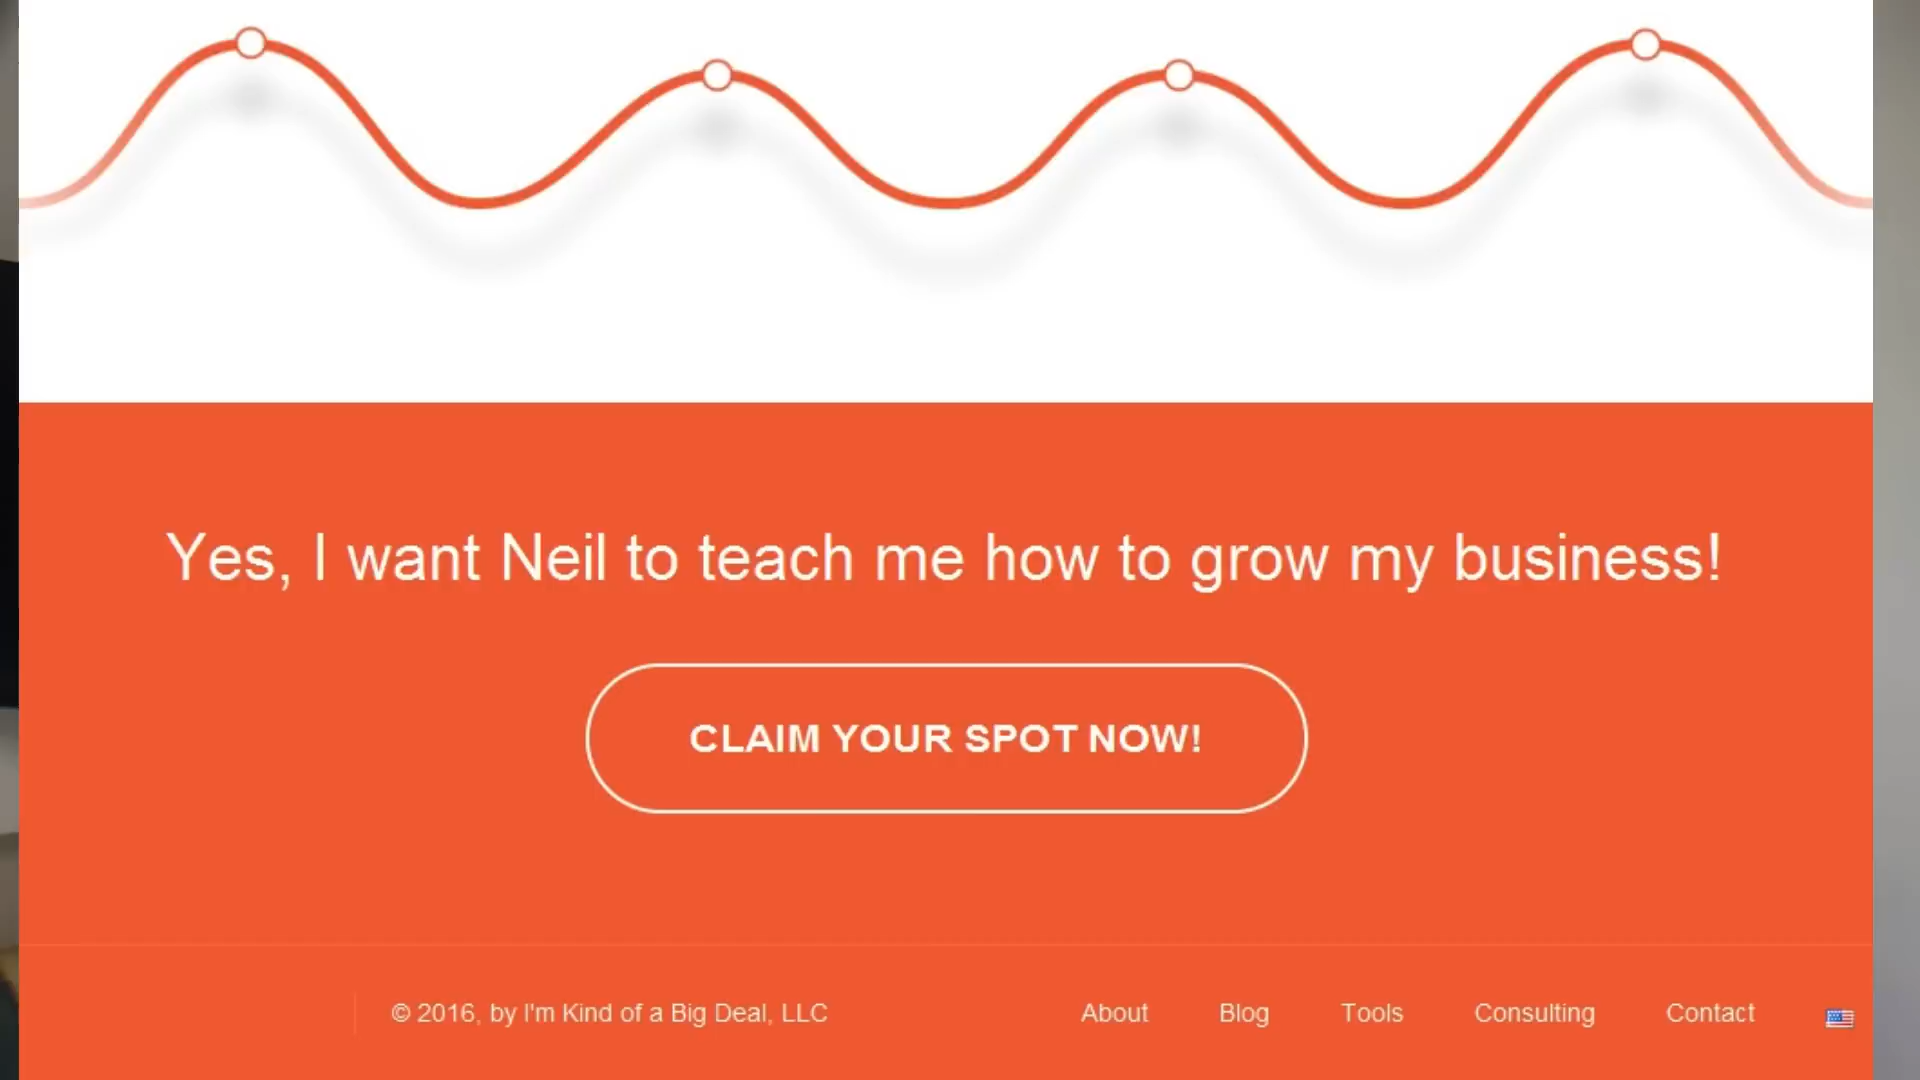 Yes, I want Neil to teach me how to grow my business!
CLAIM YOUR SPOT NOW!
© 2016, by I'm Kind of a Big Deal, LLC
About Blog Tools Consulting Contact